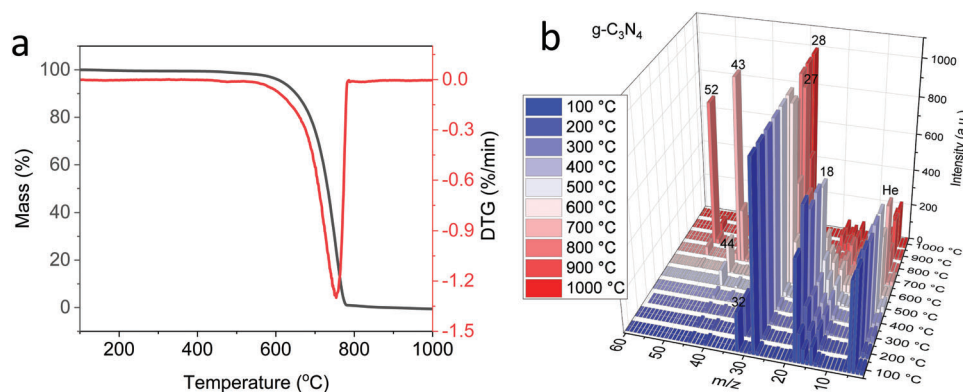 a
100
80
60
40
20
0
Mass (%)
200
400
600
800
1000
Temperature (°C)
0.0
-0.3
-0.6
-0.9
-1.2
-1.5
DTG (%/min)
b
g-C₃N₄
100 °C
200 °C
300 °C
400 °C
500 °C
600 °C
700 °C
800 °C
900 °C
1000 °C
52
43
28
27
18
He
44
32
1000
800
600
400
200
0
Intensity (a.u.)
1000 °C
900 °C
800 °C
700 °C
600 °C
500 °C
400 °C
300 °C
200 °C
100 °C
60
50
40
30
20
10
m/z